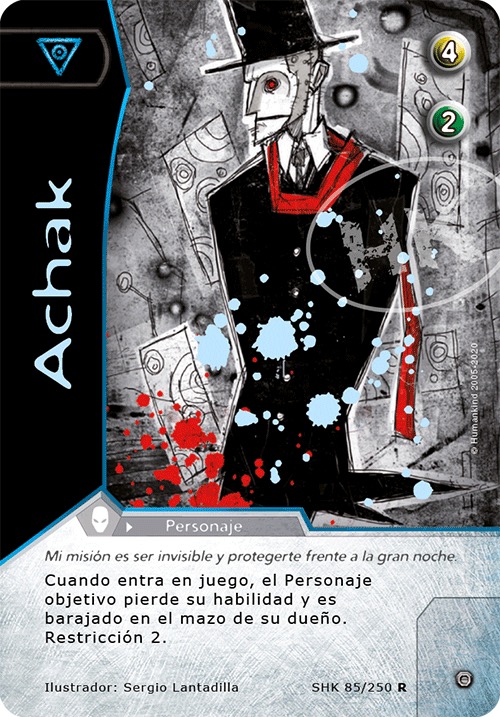 4
2
Achak
HK
© Humankind 2005-2020
Personaje
Mi misión es ser invisible y protegerte frente a la gran noche.
Cuando entra en juego, el Personaje
objetivo pierde su habilidad y es
barajado en el mazo de su dueño.
Restricción 2.
Ilustrador: Sergio Lantadilla SHK 85/250 R